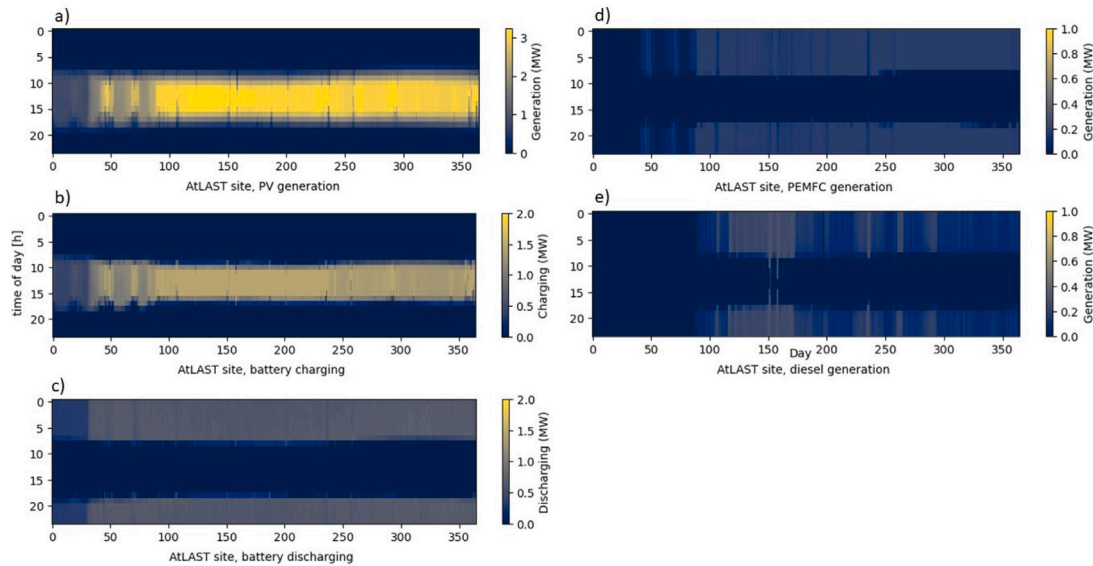 a)
0
5
10
15
20
0 50 100 150 200 250 300 350
AtLAST site, PV generation
3
2
1
0
Generation (MW)
b)
0
5
10
15
20
time of day [h]
0 50 100 150 200 250 300 350
AtLAST site, battery charging
2.0
1.5
1.0
0.5
0.0
Charging (MW)
c)
0
5
10
15
20
0 50 100 150 200 250 300 350
AtLAST site, battery discharging
2.0
1.5
1.0
0.5
0.0
Discharging (MW)
d)
0
5
10
15
20
0 50 100 150 200 250 300 350
AtLAST site, PEMFC generation
1.0
0.8
0.6
0.4
0.2
0.0
Generation (MW)
e)
0
5
10
15
20
0 50 100 150 200 250 300 350
Day
AtLAST site, diesel generation
1.0
0.8
0.6
0.4
0.2
0.0
Generation (MW)